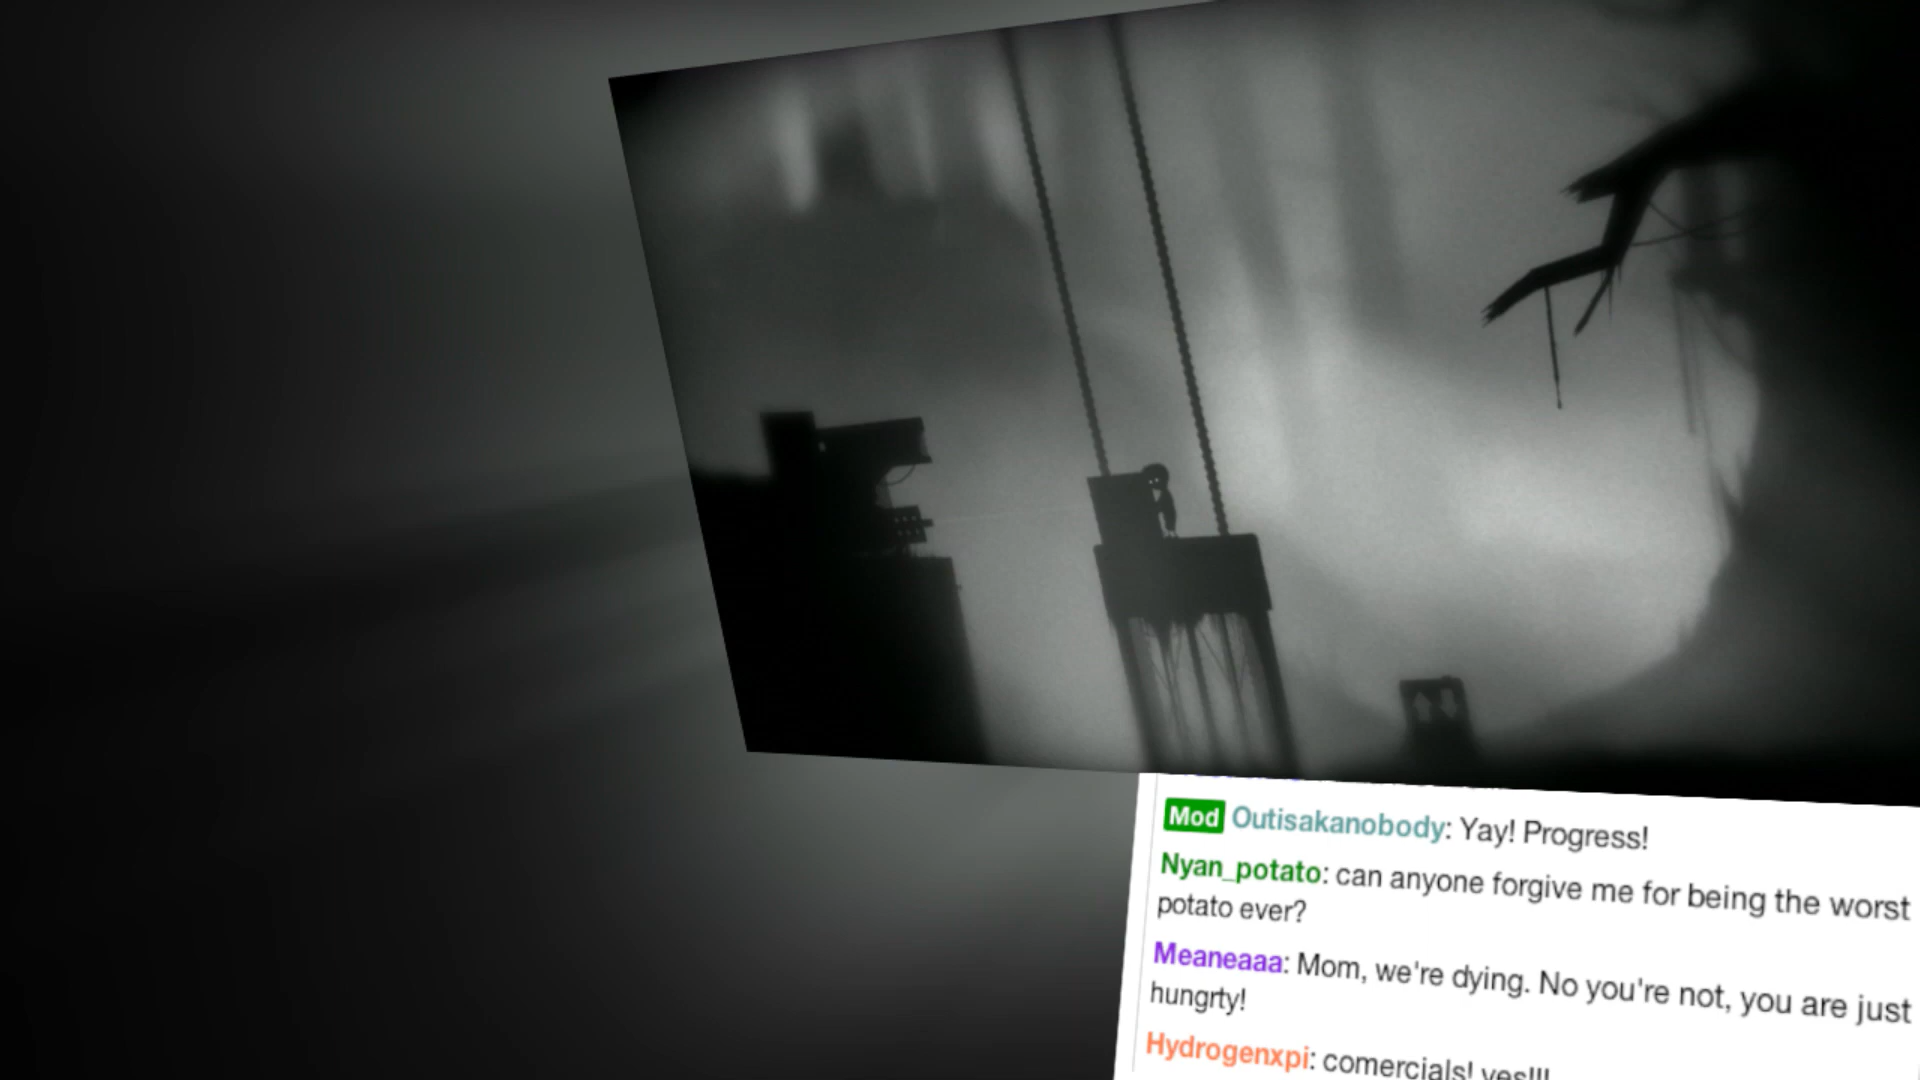 Mod Outisakanobody: Yay! Progress!
Nyan_potato: can anyone forgive me for being the worst
potato ever?
Meaneaaa: Mom, we're dying. No you're not, you are just
hungrty!
Hydrogenxpi: comercials! yes!!!